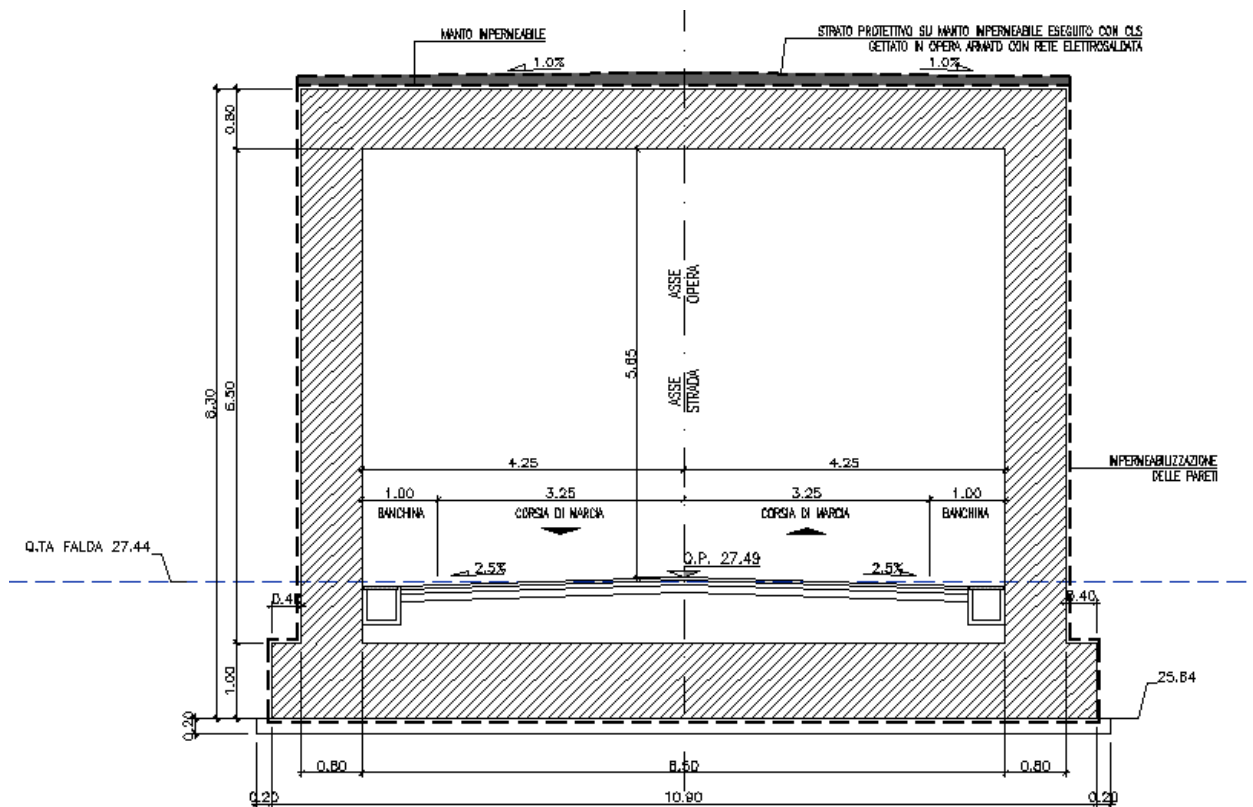 MANTO IMPERMEABILE
STRATO PROTETTIVO SU MANTO IMPERMEABILE ESEGUITO CON CLS
GETTATO IN OPERA ARMATO CON RETE ELETTROSALDATA
1.0%
1.0%
0.80
8.30
6.50
5.85
ASSE
OPERA
ASSE
STRADA
4.25
4.25
IMPERMEABILIZZAZIONE
DELLE PARETI
1.00
3.25
3.25
1.00
BANCHINA
CORSIA DI MARCIA
CORSIA DI MARCIA
BANCHINA
Q.TA FALDA 27.44
2.5%
Q.P. 27.49
2.5%
0.40
0.40
1.00
25.64
0.20
0.80
8.50
0.80
0.20
10.90
0.20